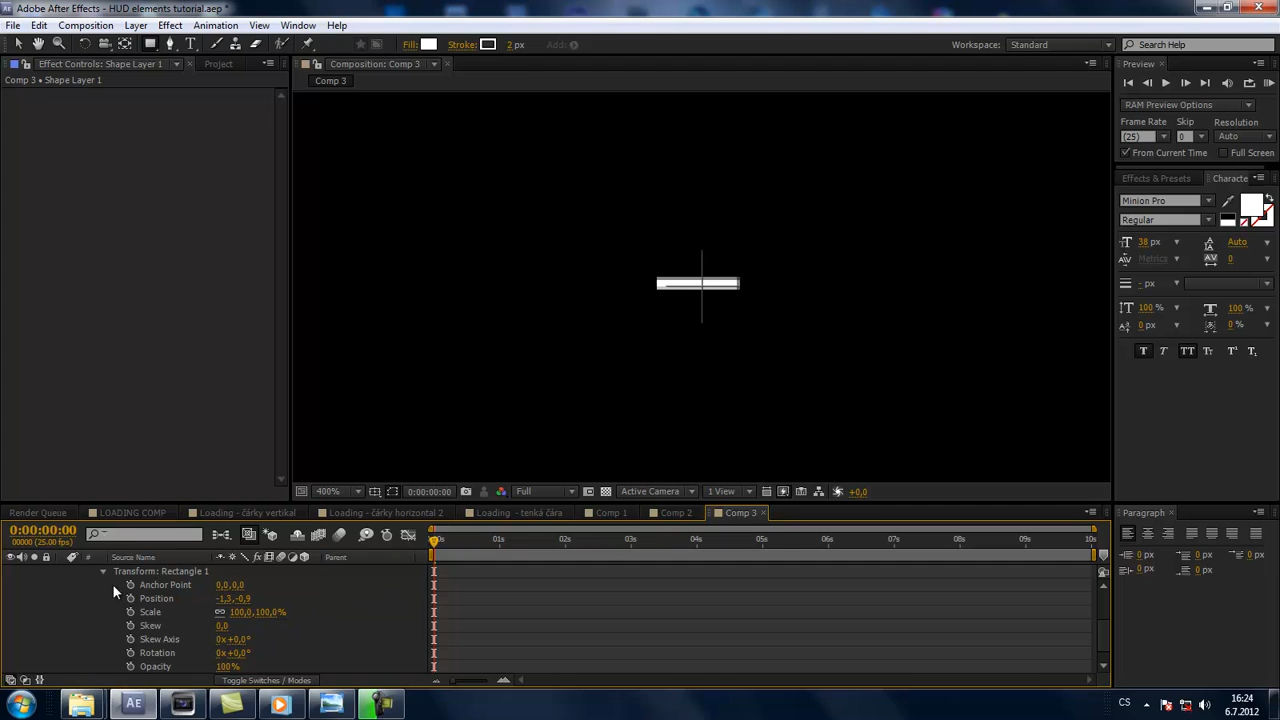 Adobe After Effects - HUD elements tutorial.aep *
File Edit Composition Layer Effect Animation View Window Help
Fill: Stroke: 2 px Add: Workspace: Standard Search Help
Effect Controls: Shape Layer 1 Project Composition: Comp 3 Preview
Comp 3 • Shape Layer 1 Comp 3
RAM Preview Options
Frame Rate Skip Resolution
(25) 0 Auto
From Current Time Full Screen
Effects & Presets Characte
Minion Pro
Regular
38 px Auto
Metrics 0
- px
100 % 100 %
0 px 0 %
T T TT Tr T¹ T₁
400% 0:00:00:00 Full Active Camera 1 View +0,0
Render Queue LOADING COMP Loading - čárky vertikal Loading - čárky horizontal 2 Loading - tenká čára Comp 1 Comp 2 Comp 3 Paragraph
0:00:00:00
00000 (25.00 fps)
# Source Name Parent
00s 01s 02s 03s 04s 05s 06s 07s 08s 09s 10s
Transform: Rectangle 1
Anchor Point 0,0,0,0
Position -1,3,-0,9
Scale 100,0,100,0%
Skew 0,0
Skew Axis 0x+0,0°
Rotation 0x+0,0°
Opacity 100%
0 px 0 px 0 px
0 px 0 px
Toggle Switches / Modes
Ae CS 16:24
6.7.2012